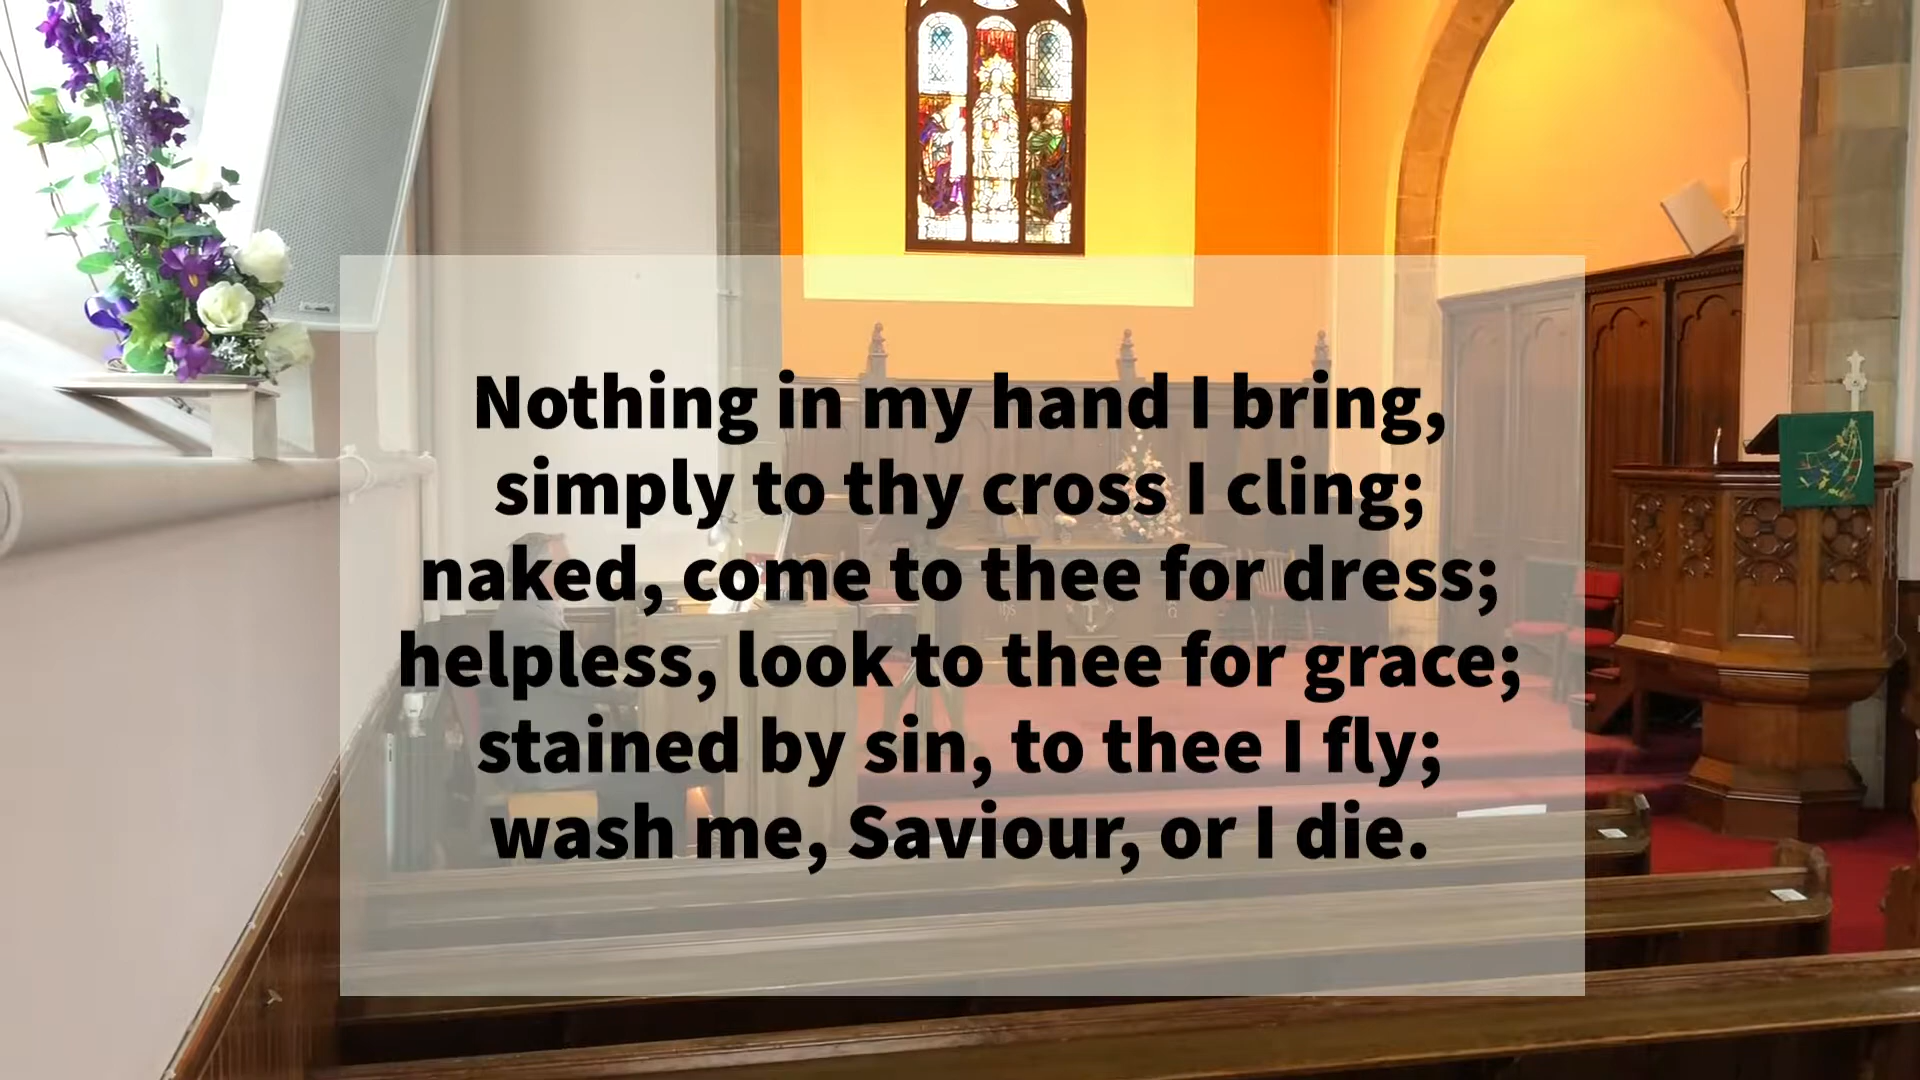 Nothing in my hand I bring,
simply to thy cross I cling;
naked, come to thee for dress;
helpless, look to thee for grace;
stained by sin, to thee I fly;
wash me, Saviour, or I die.